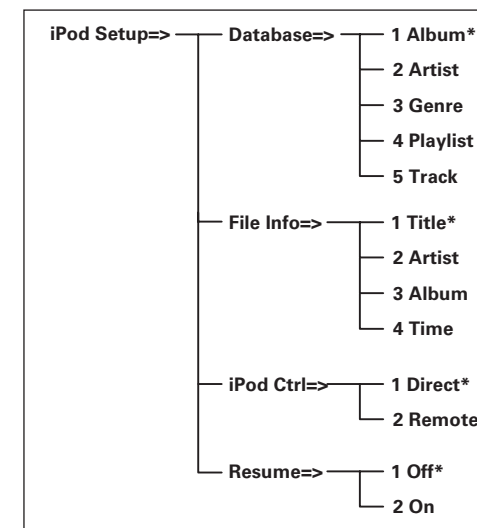 iPod Setup=> Database=> 1 Album*
2 Artist
3 Genre
4 Playlist
5 Track
File Info=> 1 Title*
2 Artist
3 Album
4 Time
iPod Ctrl=> 1 Direct*
2 Remote
Resume=> 1 Off*
2 On